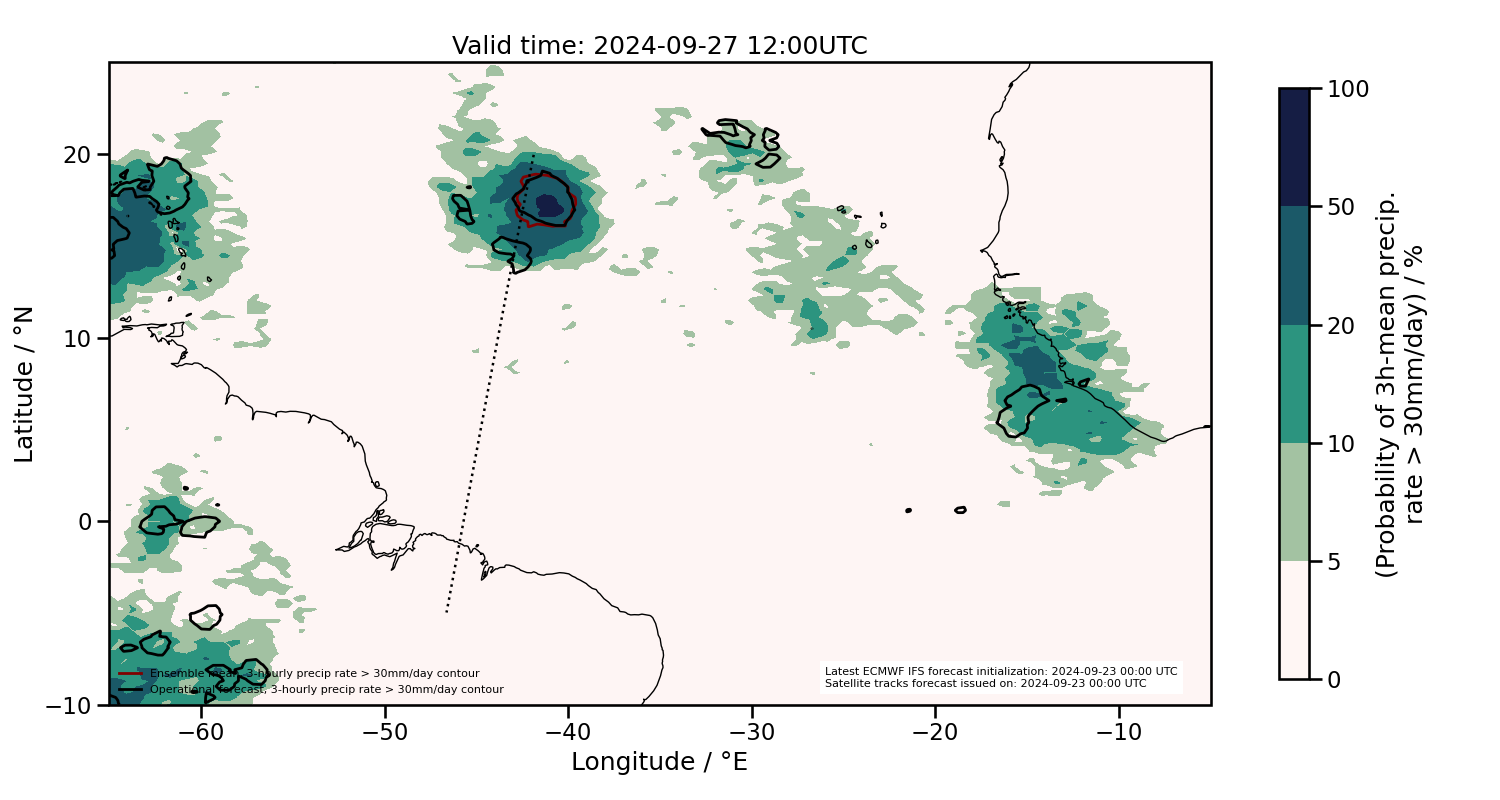 Valid time: 2024-09-27 12:00UTC
Latitude / °N
20
10
0
−10
−60
−50
−40
−30
−20
−10
Longitude / °E
Ensemble mean, 3-hourly precip rate > 30mm/day contour
Operational forecast, 3-hourly precip rate > 30mm/day contour
Latest ECMWF IFS forecast initialization: 2024-09-23 00:00 UTC
Satellite tracks forecast issued on: 2024-09-23 00:00 UTC
100
50
20
10
5
0
(Probability of 3h-mean precip.
rate > 30mm/day) / %